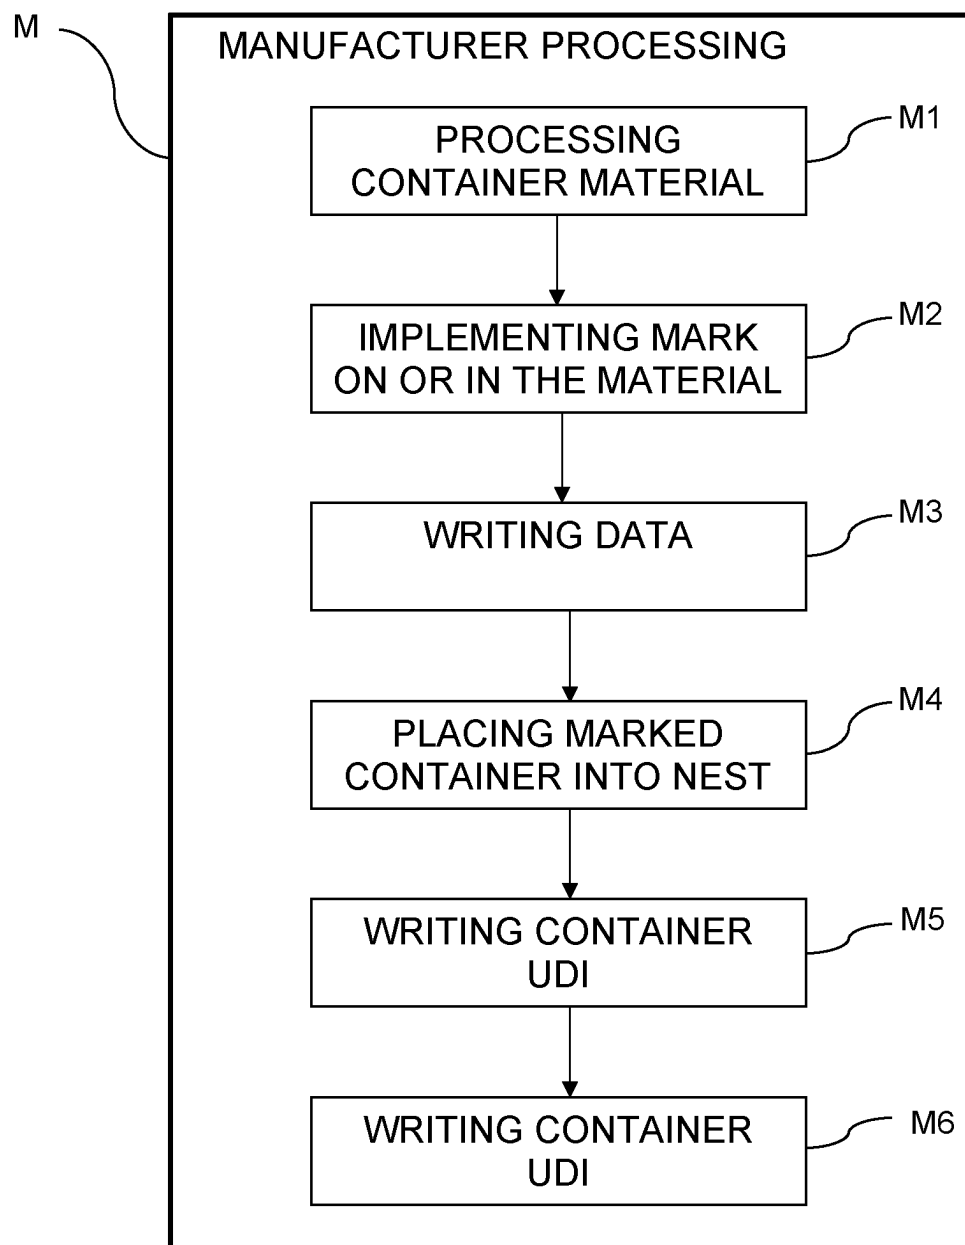 M
MANUFACTURER PROCESSING
M1
PROCESSING
CONTAINER MATERIAL
M2
IMPLEMENTING MARK
ON OR IN THE MATERIAL
M3
WRITING DATA
M4
PLACING MARKED
CONTAINER INTO NEST
M5
WRITING CONTAINER
UDI
M6
WRITING CONTAINER
UDI